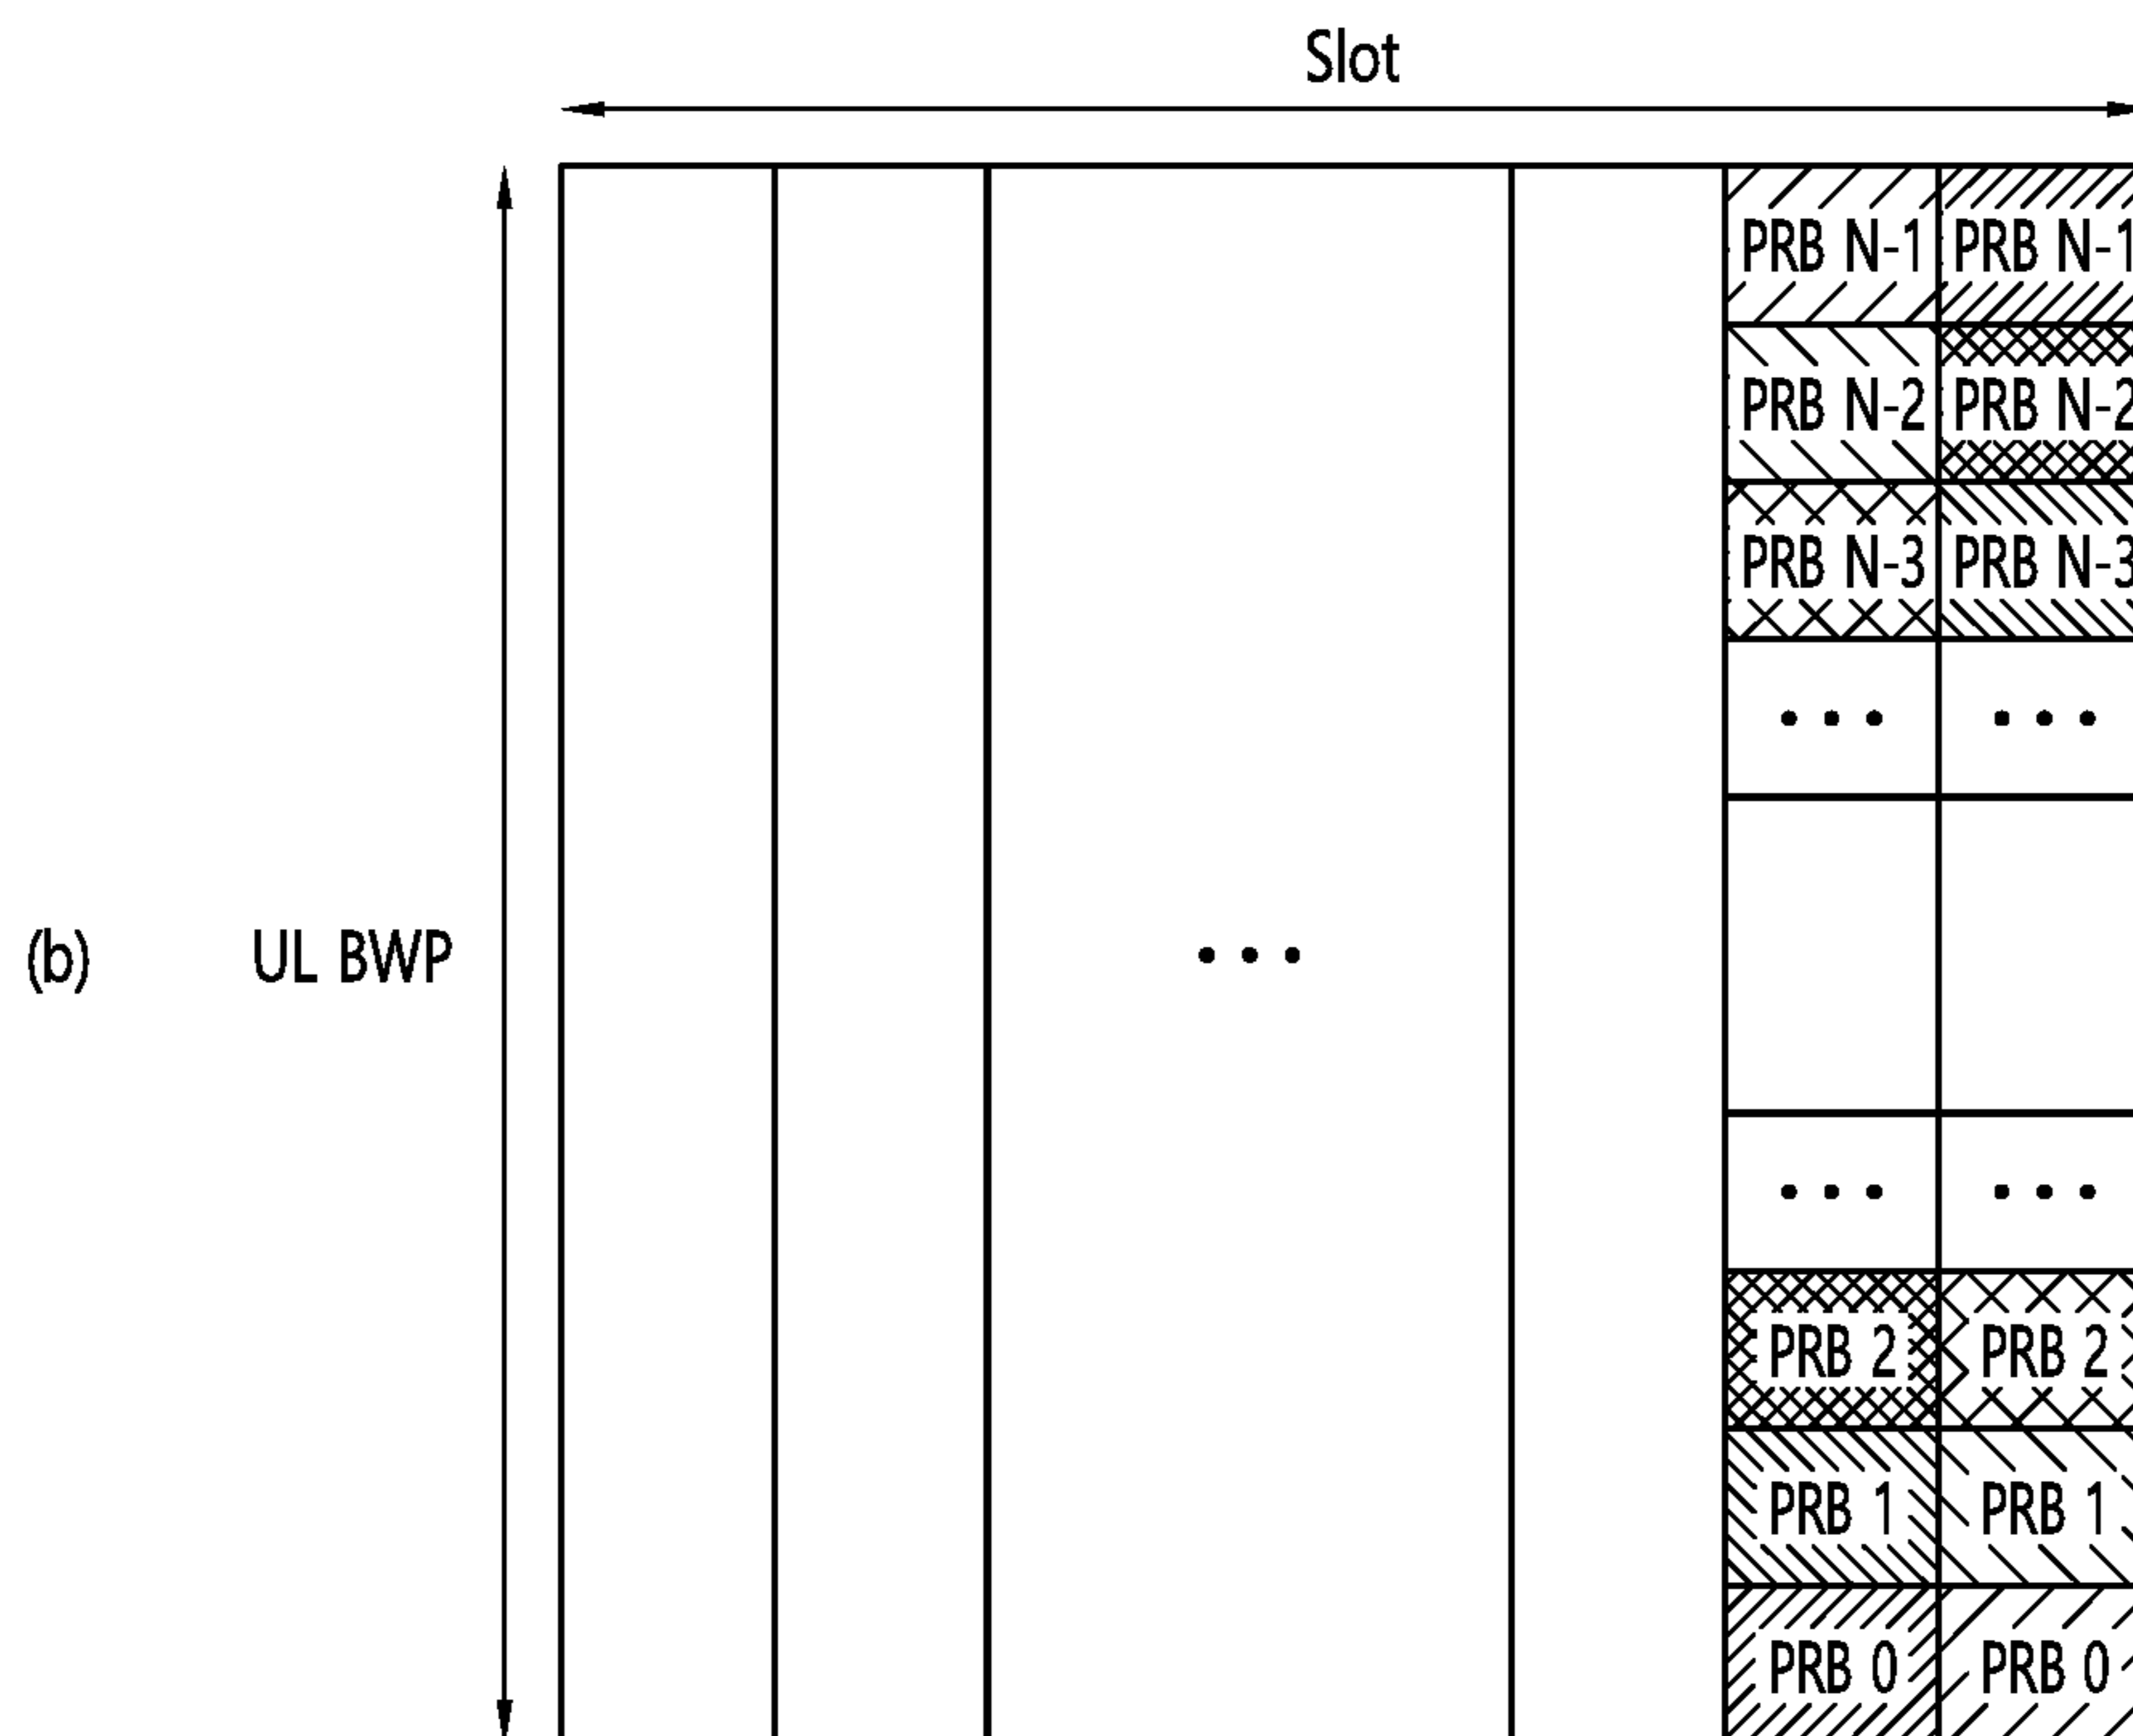 Slot
PRB N-1 PRB N-1
PRB N-2 PRB N-2
PRB N-3 PRB N-3
... ...
(b) UL BWP ...
... ...
PRB 2 PRB 2
PRB 1 PRB 1
PRB 0 PRB 0